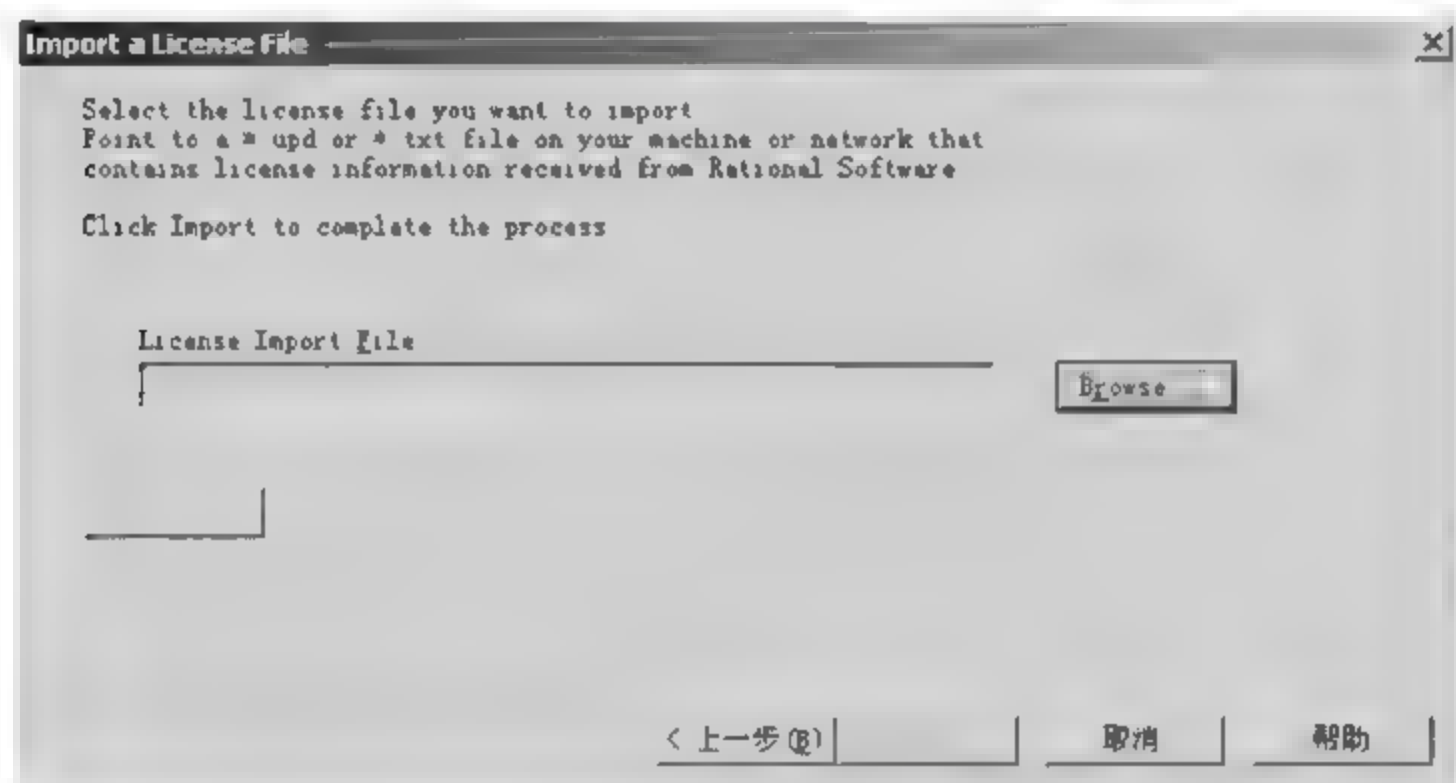 Import a License File
Select the license file you want to import
Point to a * upd or * txt file on your machine or network that
contains license information received from Rational Software
Click Import to complete the process
License Import File
Browse
< 上一步(B)
取消
帮助